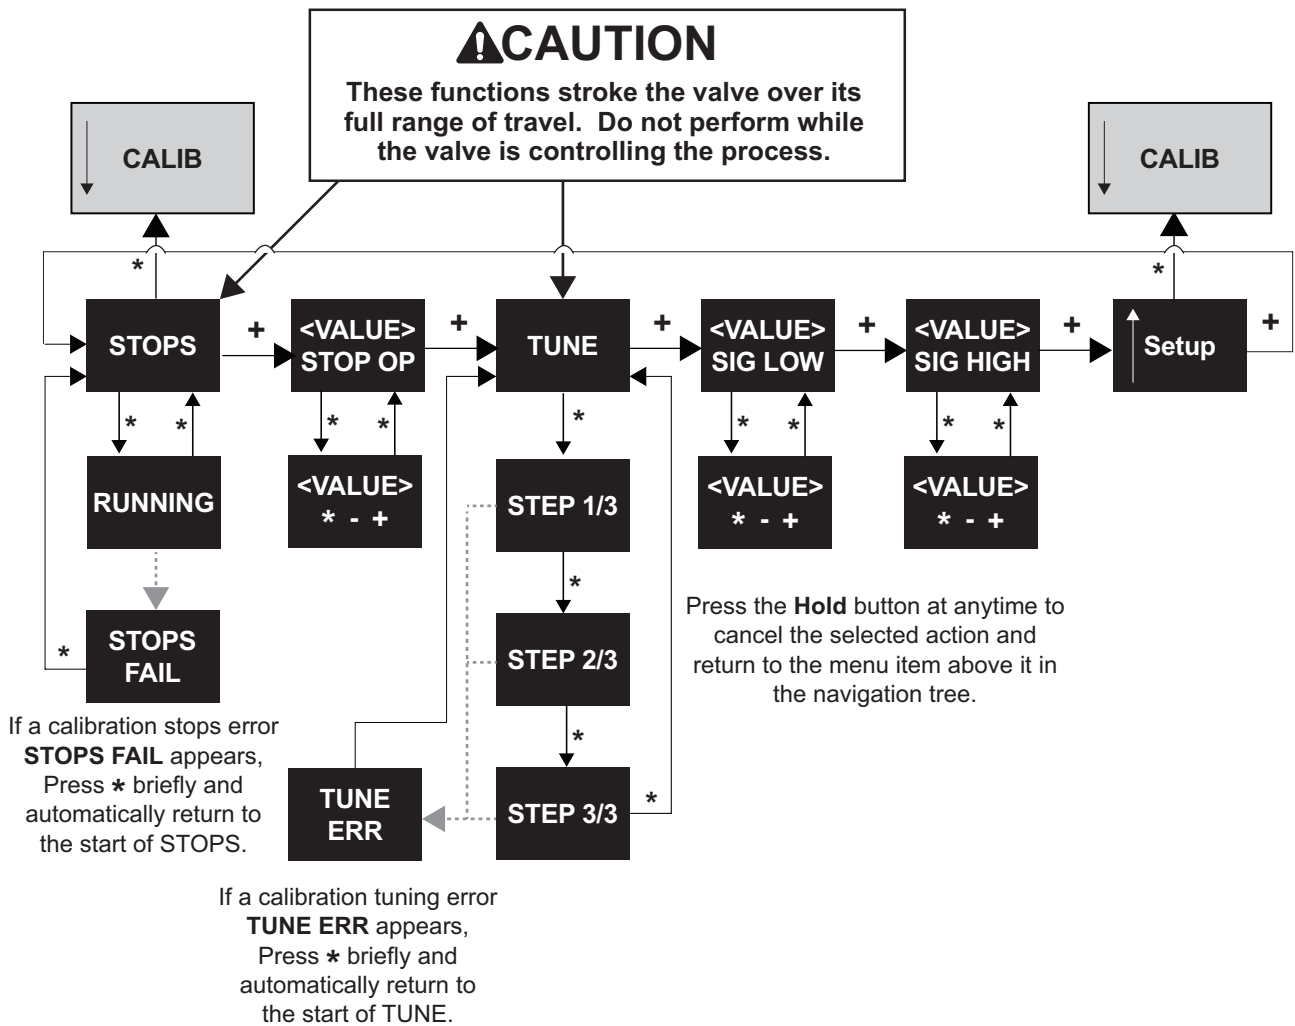 CAUTION
These functions stroke the valve over its
full range of travel. Do not perform while
the valve is controlling the process.
CALIB
CALIB
*
*
STOPS
+
<VALUE>
STOP OP
+
TUNE
+
<VALUE>
SIG LOW
+
<VALUE>
SIG HIGH
+
Setup
+
*
*
*
*
*
*
*
*
*
RUNNING
<VALUE>
* - +
STEP 1/3
<VALUE>
* - +
<VALUE>
* - +
*
STOPS
FAIL
*
STEP 2/3
*
Press the Hold button at anytime to
cancel the selected action and
return to the menu item above it in
the navigation tree.
If a calibration stops error
STOPS FAIL appears,
Press * briefly and
automatically return to
the start of STOPS.
TUNE
ERR
STEP 3/3
*
If a calibration tuning error
TUNE ERR appears,
Press * briefly and
automatically return to
the start of TUNE.